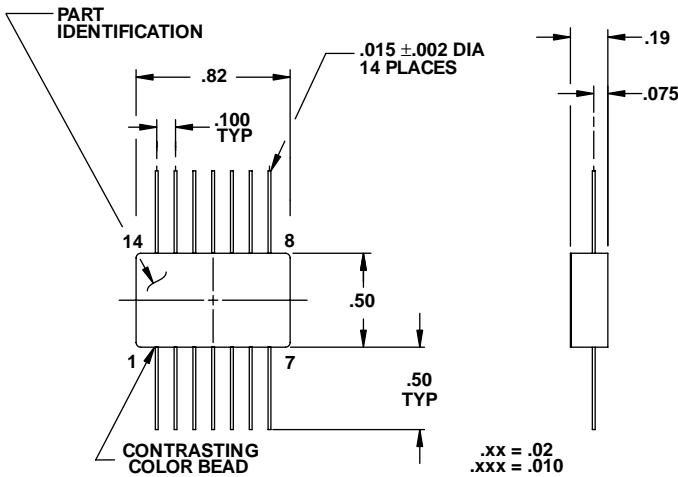 PART
IDENTIFICATION
.015 ±.002 DIA
14 PLACES
.19
.82
.075
.100
TYP
14
8
.50
1
7
.50
TYP
CONTRASTING
COLOR BEAD
.xx = .02
.xxx = .010